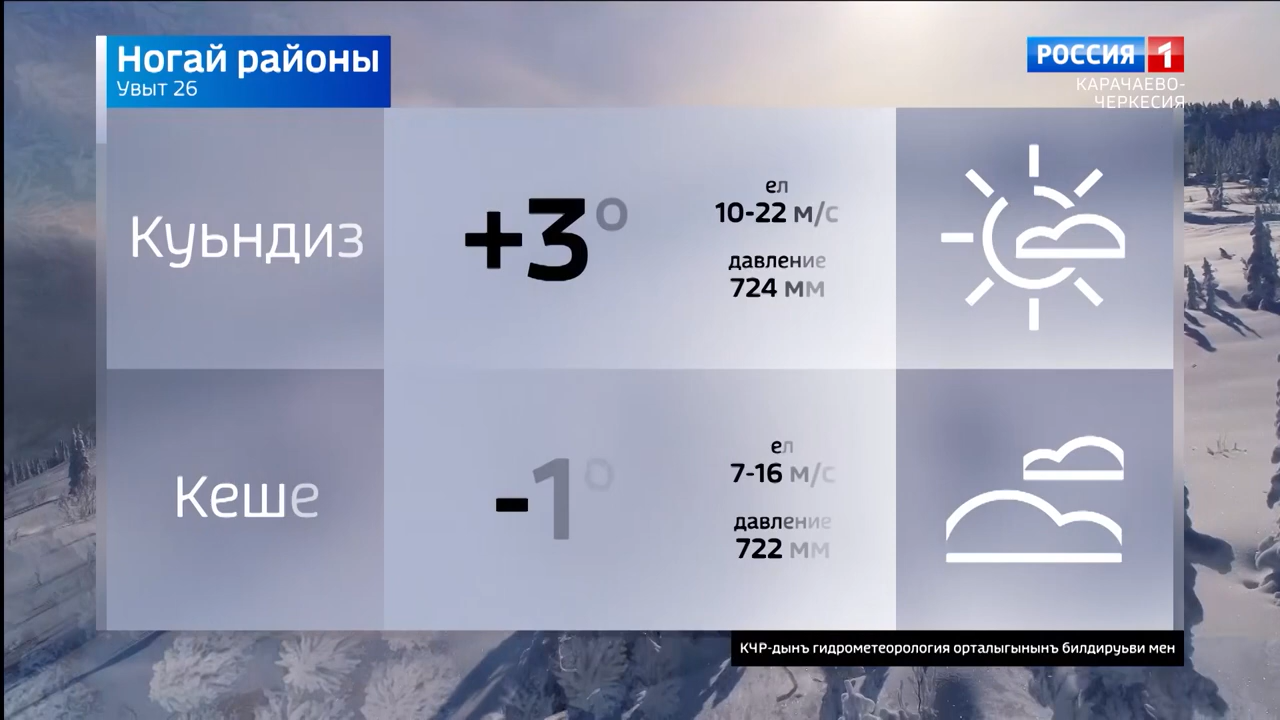 Ногай районы
Увыт 26
РОССИЯ 1
КАРАЧАЕВО-
ЧЕРКЕСИЯ
Куьндиз
+3°
ел
10-22 м/с
давление
724 мм
Кеше
-1°
ел
7-16 м/с
давление
722 мм
КЧР-дынъ гидрометеорология орталыгынынъ билдируьви мен